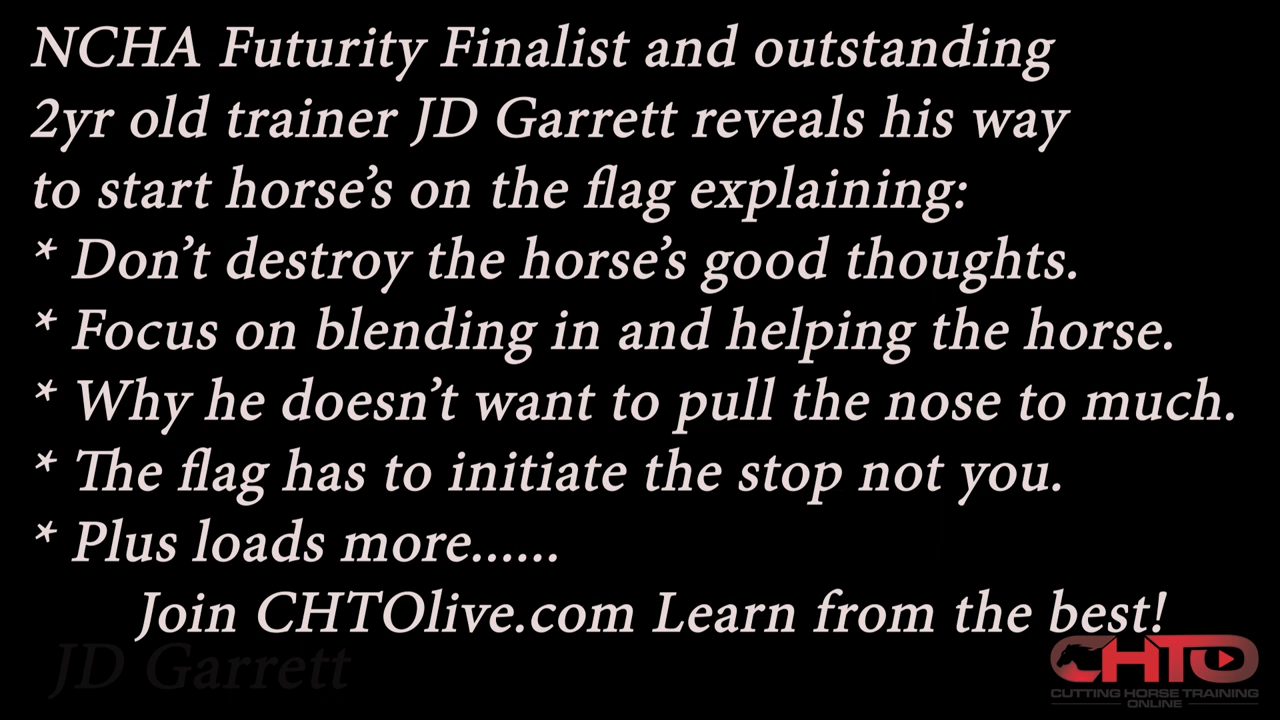 NCHA Futurity Finalist and outstanding
2yr old trainer JD Garrett reveals his way
to start horse’s on the flag explaining:
* Don’t destroy the horse’s good thoughts.
* Focus on blending in and helping the horse.
* Why he doesn’t want to pull the nose to much.
* The flag has to initiate the stop not you.
* Plus loads more......
Join CHTOlive.com Learn from the best!
JD Garrett
CHTO
CUTTING HORSE TRAINING
ONLINE